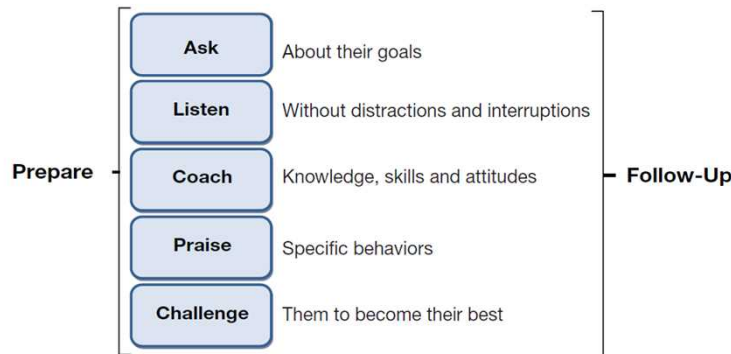 Ask
About their goals
Listen
Without distractions and interruptions
Prepare
Coach
Knowledge, skills and attitudes
Follow-Up
Praise
Specific behaviors
Challenge
Them to become their best